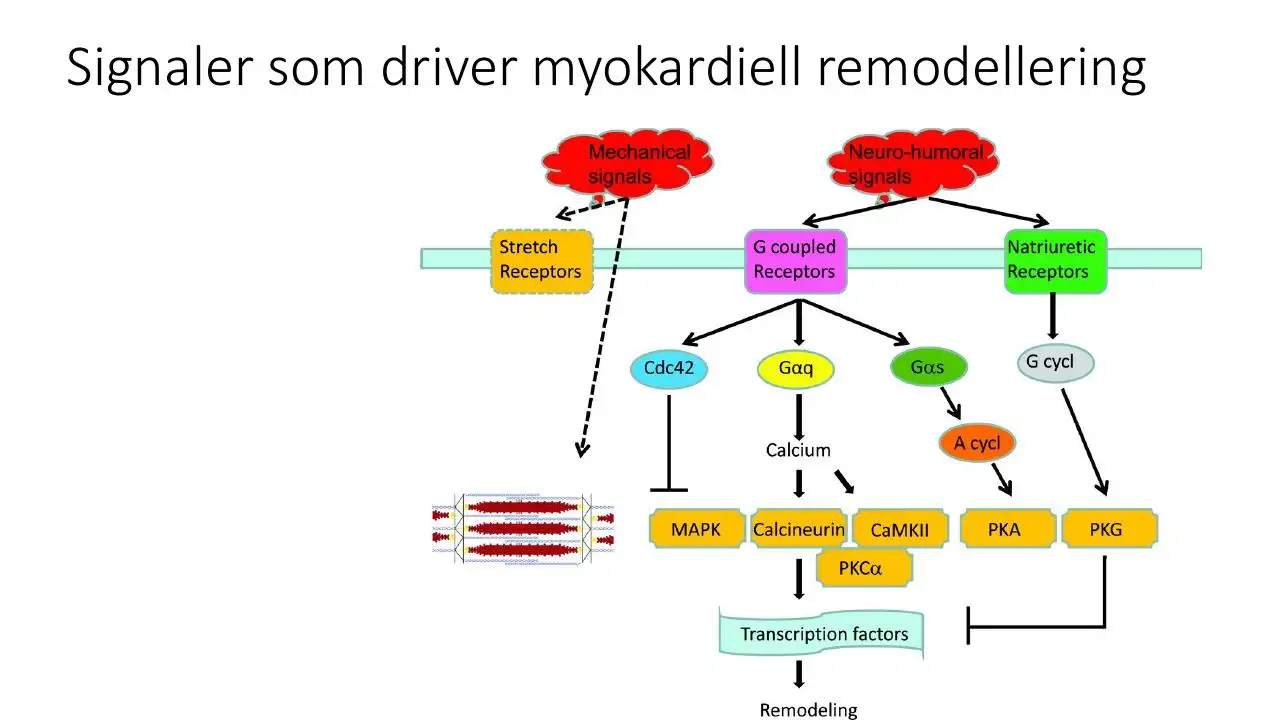 Signaler som driver myokardiell remodellering
Mechanical
signals
Neuro-humoral
signals
Stretch
Receptors
G coupled
Receptors
Natriuretic
Receptors
Cdc42
Gαq
Gαs
G cycl
Calcium
A cycl
MAPK
Calcineurin
CaMKII
PKA
PKG
PKCα
Transcription factors
Remodeling